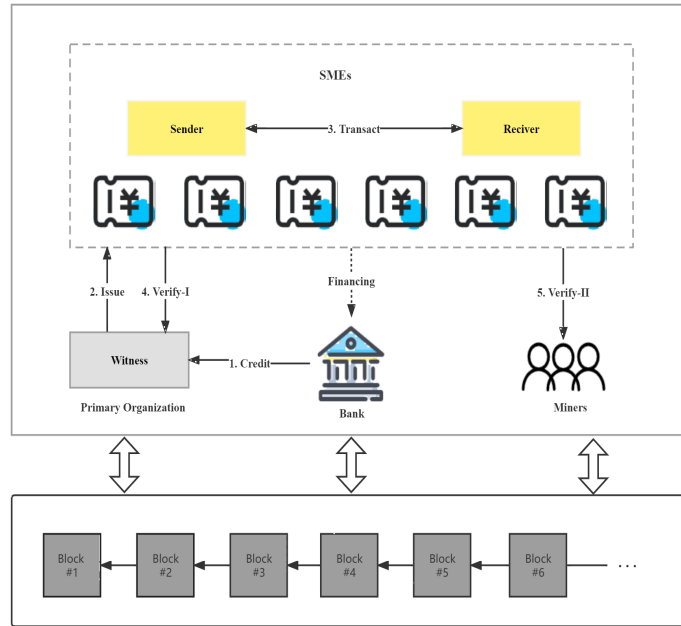 SMEs
Sender
3. Transact
Reciver
¥ ¥ ¥ ¥ ¥ ¥
2. Issue
4. Verify-I
Financing
5. Verify-II
Witness
1. Credit
Primary Organization
Bank
Miners
Block
#1
Block
#2
Block
#3
Block
#4
Block
#5
Block
#6
...